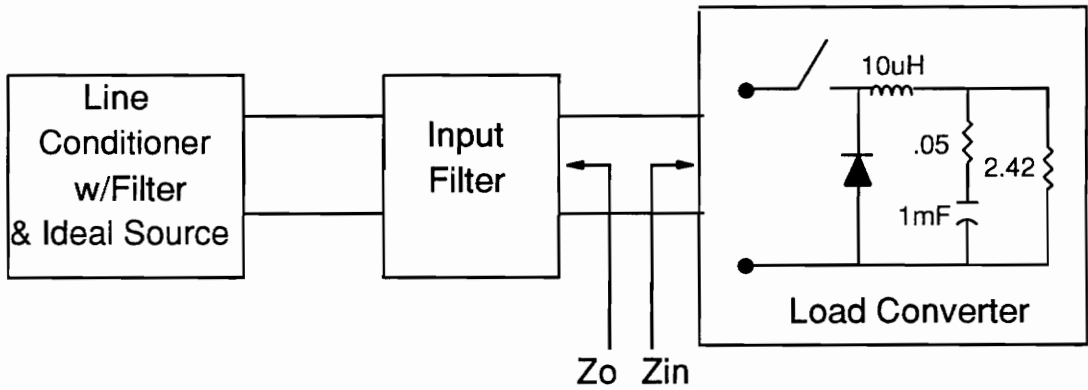 Line
Conditioner
w/Filter
& Ideal Source
Input
Filter
10uH
.05
2.42
1mF
Load Converter
Zo
Zin